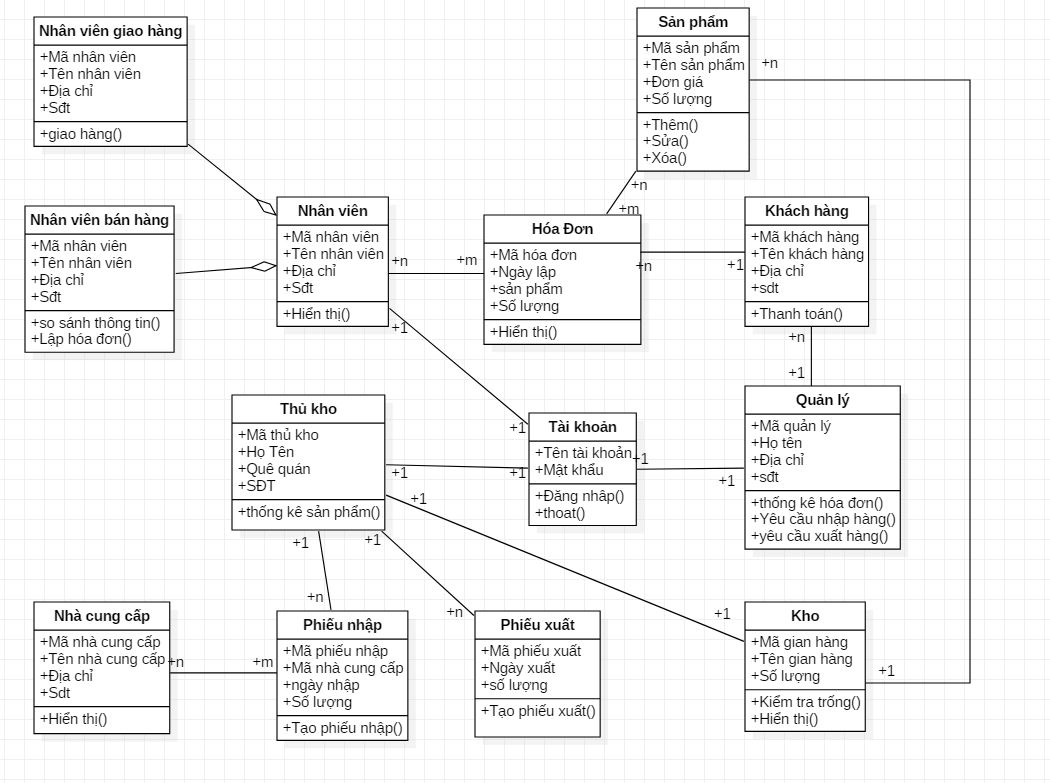 Nhân viên giao hàng
+Mã nhân viên
+Tên nhân viên
+Địa chỉ
+Sđt
+giao hàng()
Sản phẩm
+Mã sản phẩm
+Tên sản phẩm
+Đơn giá
+Số lượng
+Thêm()
+Sửa()
+Xóa()
+n
+n
+m
Nhân viên bán hàng
+Mã nhân viên
+Tên nhân viên
+Địa chỉ
+Sđt
+so sánh thông tin()
+Lập hóa đơn()
Nhân viên
+Mã nhân viên
+Tên nhân viên
+Địa chỉ
+Sđt
+Hiển thị()
+n
+m
+1
Hóa Đơn
+Mã hóa đơn
+Ngày lập
+sản phẩm
+Số lượng
+Hiển thị()
+n
+1
Khách hàng
+Mã khách hàng
+Tên khách hàng
+Địa chỉ
+sdt
+Thanh toán()
+n
+1
Thủ kho
+Mã thủ kho
+Họ Tên
+Quê quán
+SĐT
+thống kê sản phẩm()
+1
+1
+1
+1
+1
+1
Tài khoản
+Tên tài khoản
+Mật khẩu
+Đăng nhâp()
+thoat()
+1
+1
Quản lý
+Mã quản lý
+Họ tên
+Địa chỉ
+sđt
+thống kê hóa đơn()
+Yêu cầu nhập hàng()
+yêu cầu xuất hàng()
+n
+n
+1
+1
Nhà cung cấp
+Mã nhà cung cấp
+Tên nhà cung cấp
+Địa chỉ
+Sdt
+Hiển thị()
+n
+m
Phiếu nhập
+Mã phiếu nhập
+Mã nhà cung cấp
+ngày nhập
+Số lượng
+Tạo phiếu nhập()
Phiếu xuất
+Mã phiếu xuất
+Ngày xuất
+số lượng
+Tạo phiếu xuất()
Kho
+Mã gian hàng
+Tên gian hàng
+Số lượng
+Kiểm tra trống()
+Hiển thị()